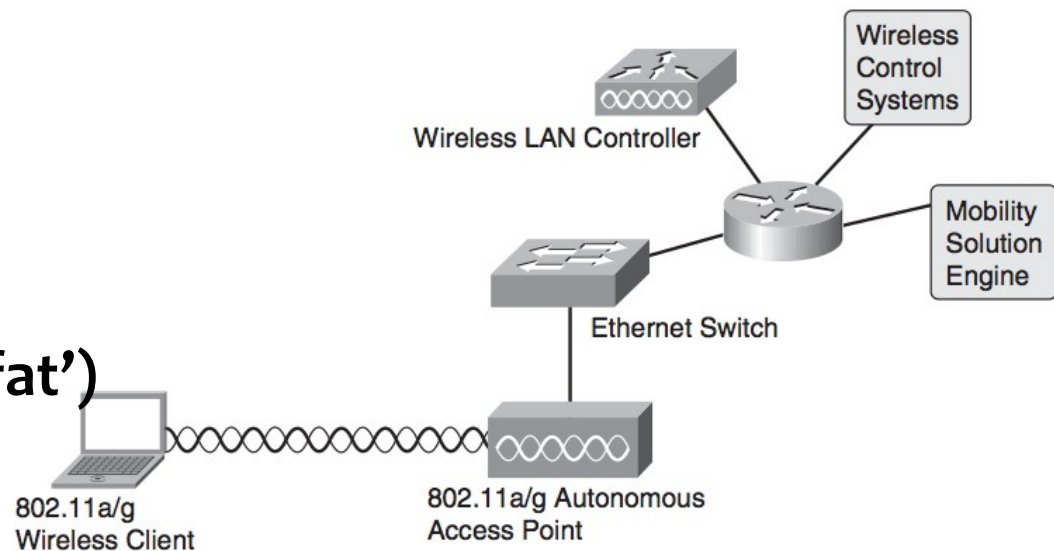 Wireless
Control
Systems
Wireless LAN Controller
Mobility
Solution
Engine
Ethernet Switch
fat’)
802.11a/g
Wireless Client
802.11a/g Autonomous
Access Point